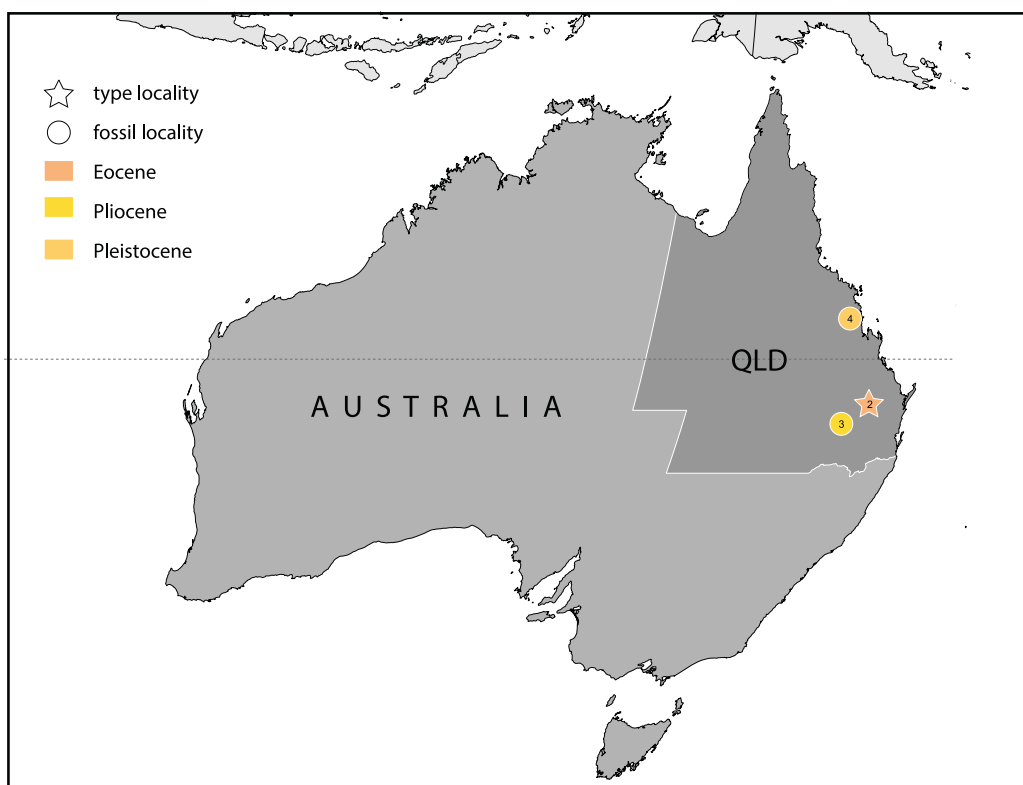 type locality
fossil locality
Eocene
Pliocene
Pleistocene
4
QLD
AUSTRALIA
2
3